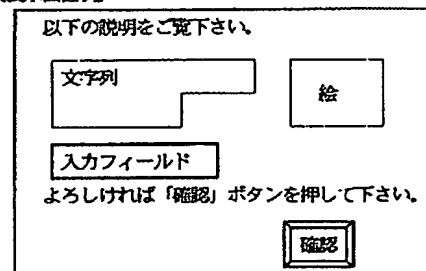 以下の説明をご覧下さい。
文字列
絵
入力フィールド
よろしければ「確認」ボタンを押して下さい。
確認